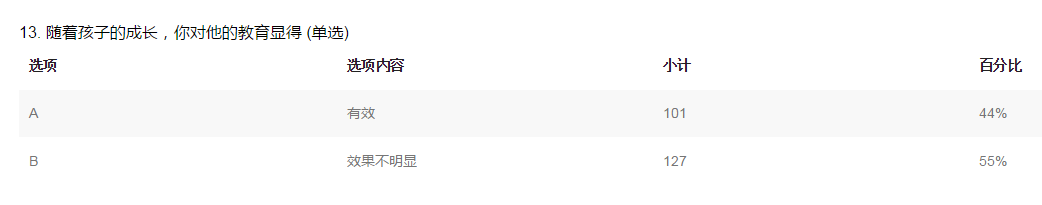 13. 随着孩子的成长，你对他的教育显得 (单选)
选项 选项内容 小计 百分比
A 有效 101 44%
B 效果不明显 127 55%